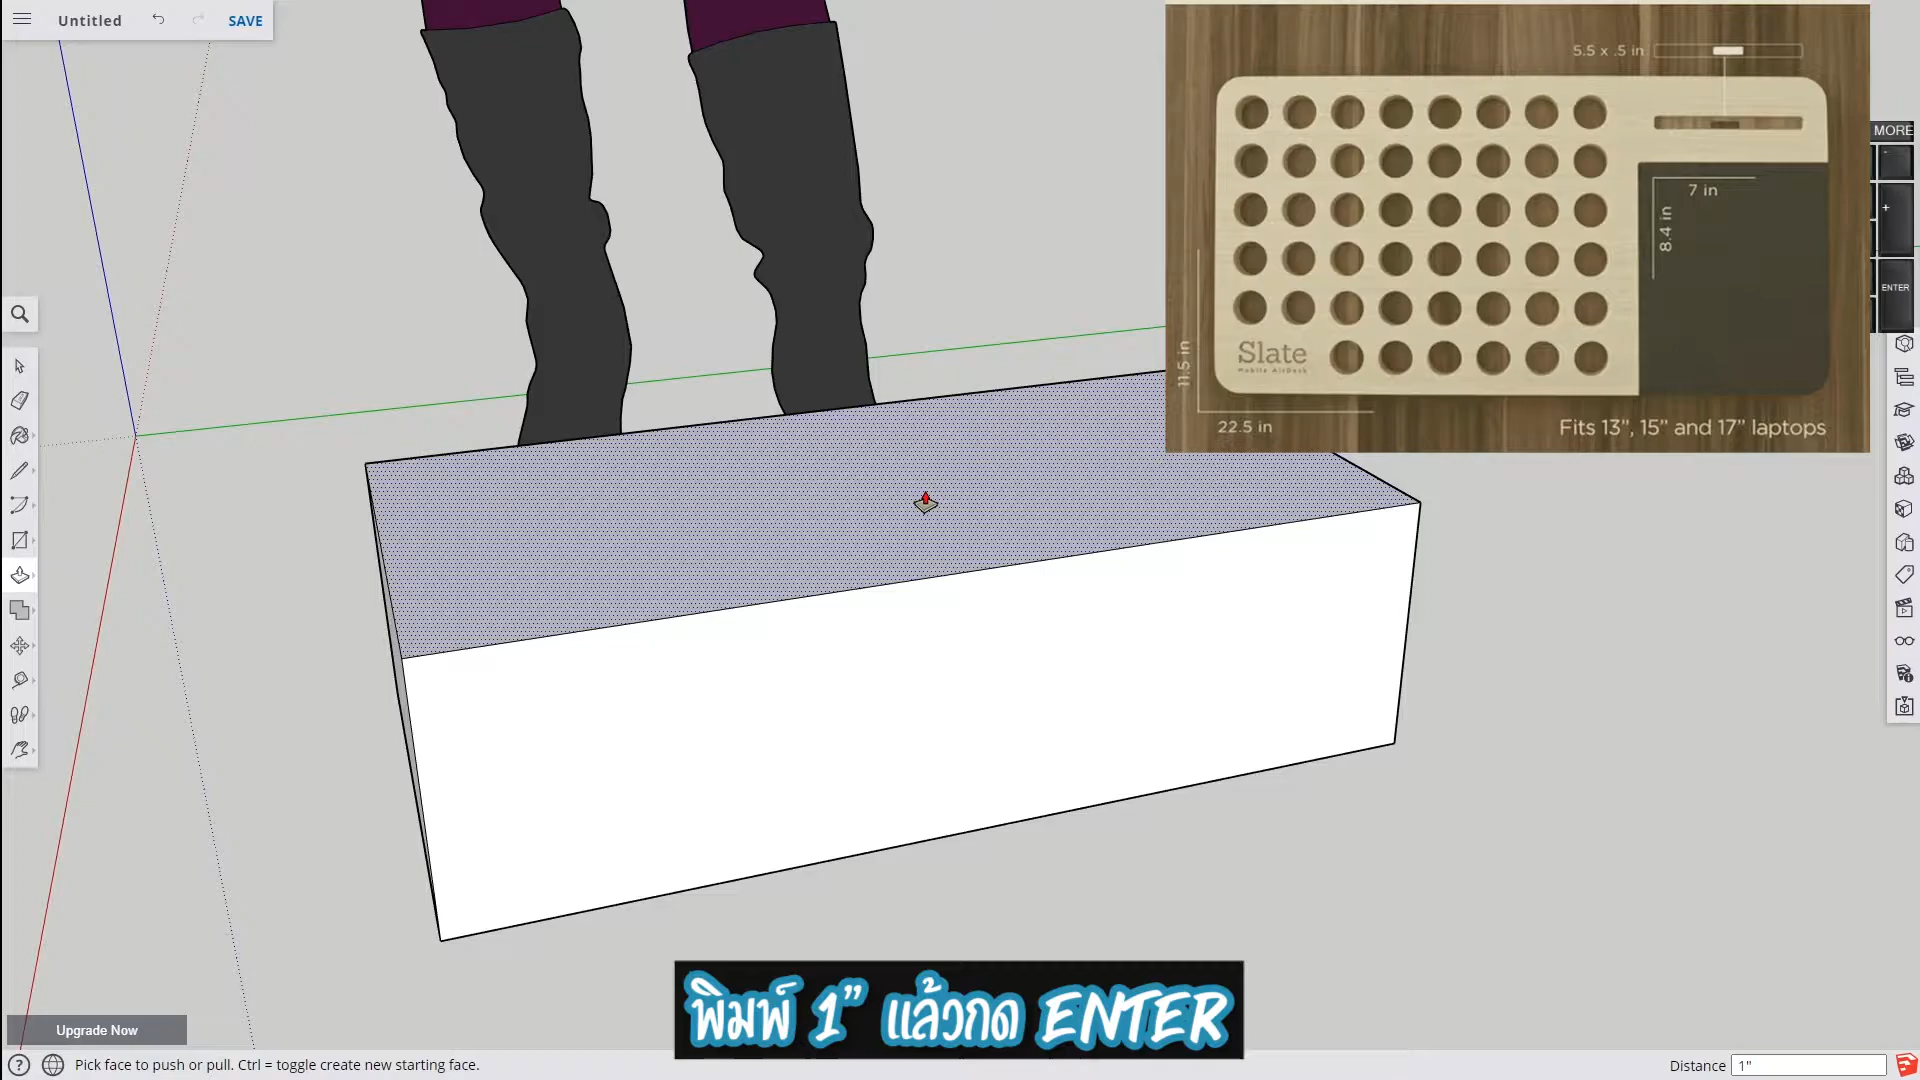 Untitled
SAVE
5.5 x .5 in
MORE
+
7 in
8.4 in
ENTER
11.5 in
Slate
Mobile AirDesk
22.5 in
Fits 13”, 15” and 17” laptops
พิมพ์ 1” แล้วกด ENTER
Upgrade Now
? Pick face to push or pull. Ctrl = toggle create new starting face.
Distance 1"